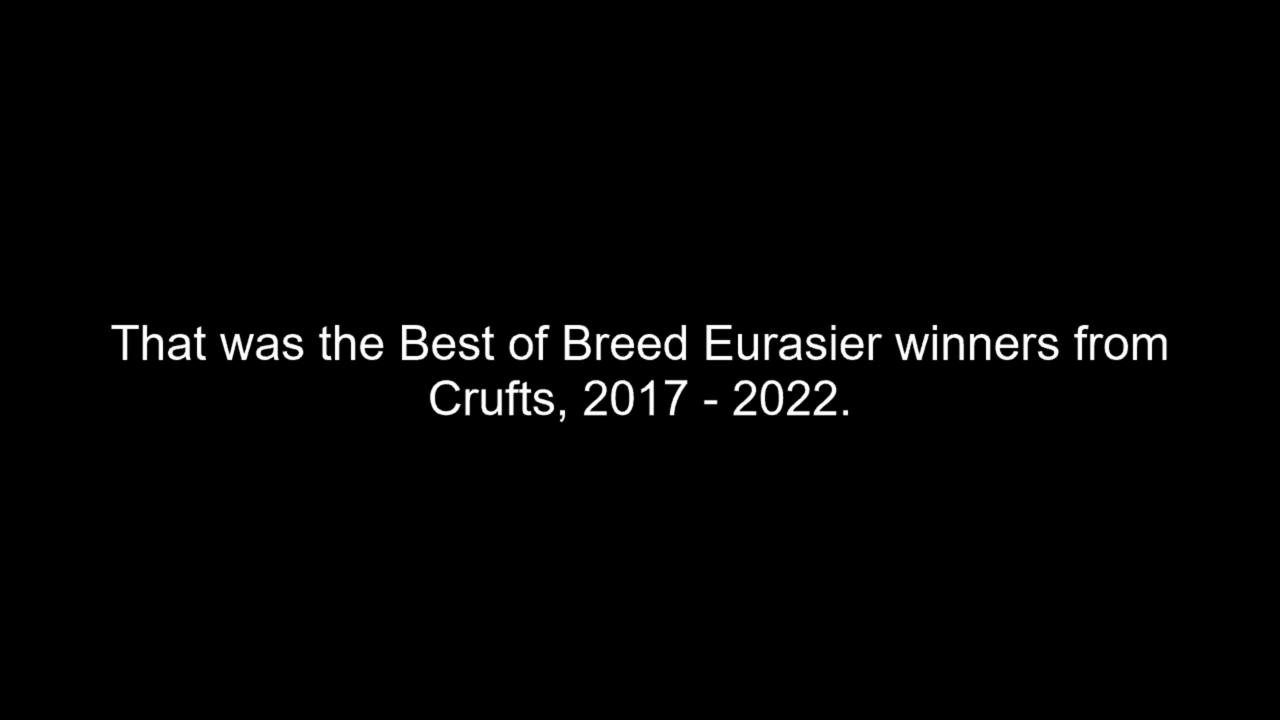 That was the Best of Breed Eurasier winners from
Crufts, 2017 - 2022.